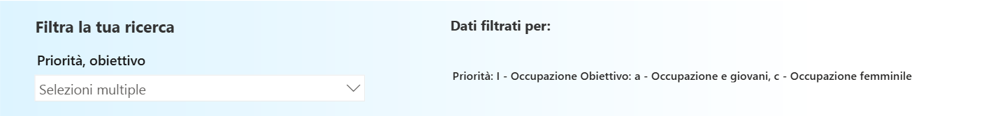 Filtra la tua ricerca
Priorità, obiettivo
Selezioni multiple
Dati filtrati per:
Priorità: I - Occupazione Obiettivo: a - Occupazione e giovani, c - Occupazione femminile